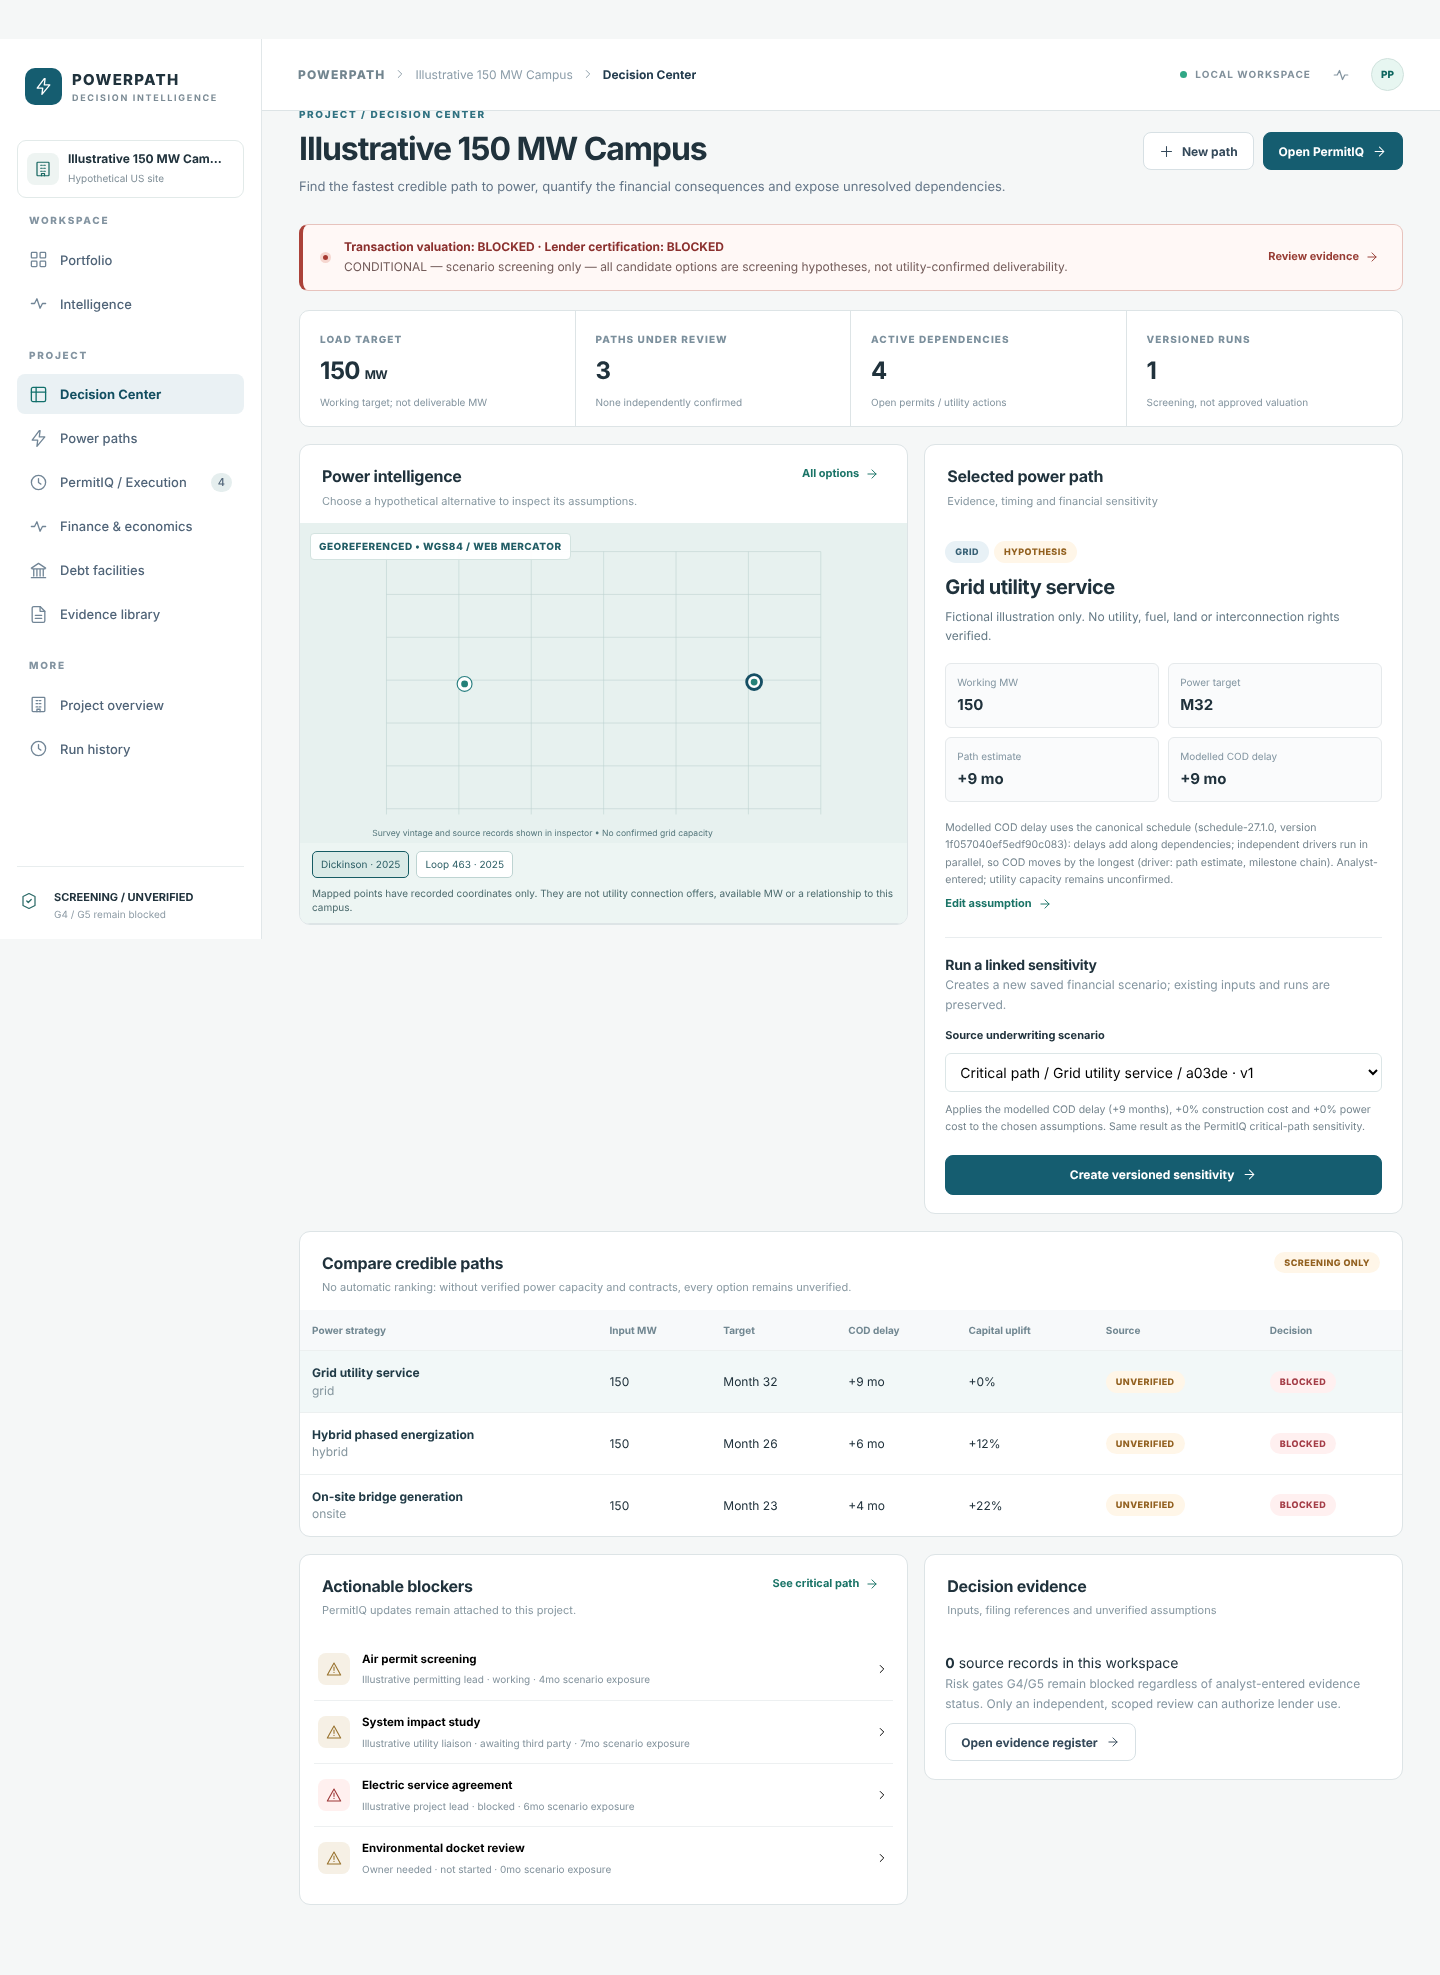 POWERPATH
DECISION INTELLIGENCE
Illustrative 150 MW Cam...
Hypothetical US site
WORKSPACE
Portfolio
Intelligence
PROJECT
Decision Center
Power paths
PermitIQ / Execution 4
Finance & economics
Debt facilities
Evidence library
MORE
Project overview
Run history
SCREENING / UNVERIFIED
G4 / G5 remain blocked
POWERPATH Illustrative 150 MW Campus Decision Center
LOCAL WORKSPACE PP
PROJECT / DECISION CENTER
Illustrative 150 MW Campus
Find the fastest credible path to power, quantify the financial consequences and expose unresolved dependencies.
New path
Open PermitIQ
Transaction valuation: BLOCKED · Lender certification: BLOCKED
CONDITIONAL — scenario screening only — all candidate options are screening hypotheses, not utility-confirmed deliverability.
Review evidence
LOAD TARGET
150 MW
Working target; not deliverable MW
PATHS UNDER REVIEW
3
None independently confirmed
ACTIVE DEPENDENCIES
4
Open permits / utility actions
VERSIONED RUNS
1
Screening, not approved valuation
Power intelligence
Choose a hypothetical alternative to inspect its assumptions.
All options
GEOREFERENCED • WGS84 / WEB MERCATOR
Survey vintage and source records shown in inspector • No confirmed grid capacity
Dickinson · 2025
Loop 463 · 2025
Mapped points have recorded coordinates only. They are not utility connection offers, available MW or a relationship to this
campus.
Selected power path
Evidence, timing and financial sensitivity
GRID
HYPOTHESIS
Grid utility service
Fictional illustration only. No utility, fuel, land or interconnection rights
verified.
Working MW
150
Power target
M32
Path estimate
+9 mo
Modelled COD delay
+9 mo
Modelled COD delay uses the canonical schedule (schedule-27.1.0, version
1f057040ef5edf90c083): delays add along dependencies; independent drivers run in
parallel, so COD moves by the longest (driver: path estimate, milestone chain). Analyst-
entered; utility capacity remains unconfirmed.
Edit assumption
Run a linked sensitivity
Creates a new saved financial scenario; existing inputs and runs are
preserved.
Source underwriting scenario
Critical path / Grid utility service / a03de · v1
Applies the modelled COD delay (+9 months), +0% construction cost and +0% power
cost to the chosen assumptions. Same result as the PermitIQ critical-path sensitivity.
Create versioned sensitivity
Compare credible paths
No automatic ranking: without verified power capacity and contracts, every option remains unverified.
SCREENING ONLY
Power strategy Input MW Target COD delay Capital uplift Source Decision
Grid utility service
grid
150 Month 32 +9 mo +0% UNVERIFIED BLOCKED
Hybrid phased energization
hybrid
150 Month 26 +6 mo +12% UNVERIFIED BLOCKED
On-site bridge generation
onsite
150 Month 23 +4 mo +22% UNVERIFIED BLOCKED
Actionable blockers
PermitIQ updates remain attached to this project.
See critical path
Air permit screening
Illustrative permitting lead · working · 4mo scenario exposure
System impact study
Illustrative utility liaison · awaiting third party · 7mo scenario exposure
Electric service agreement
Illustrative project lead · blocked · 6mo scenario exposure
Environmental docket review
Owner needed · not started · 0mo scenario exposure
Decision evidence
Inputs, filing references and unverified assumptions
0 source records in this workspace
Risk gates G4/G5 remain blocked regardless of analyst-entered evidence
status. Only an independent, scoped review can authorize lender use.
Open evidence register